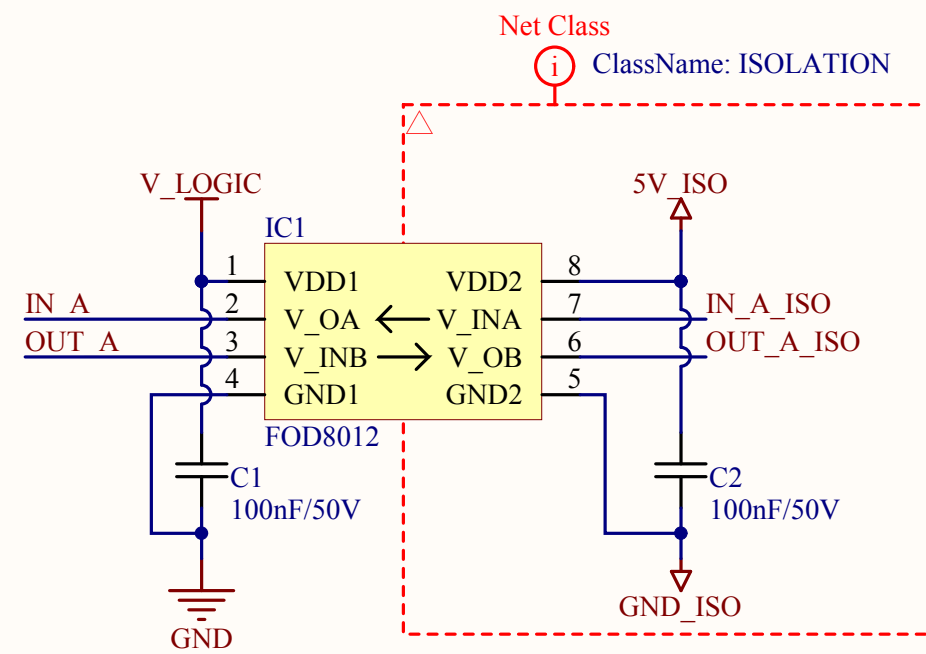 Net Class
i
ClassName: ISOLATION
V_LOGIC
5V_ISO
IC1
1
VDD1
VDD2
8
IN_A
2
V_OA
V_INA
7
IN_A_ISO
OUT_A
3
V_INB
V_OB
6
OUT_A_ISO
4
GND1
GND2
5
FOD8012
C1
100nF/50V
C2
100nF/50V
GND
GND_ISO